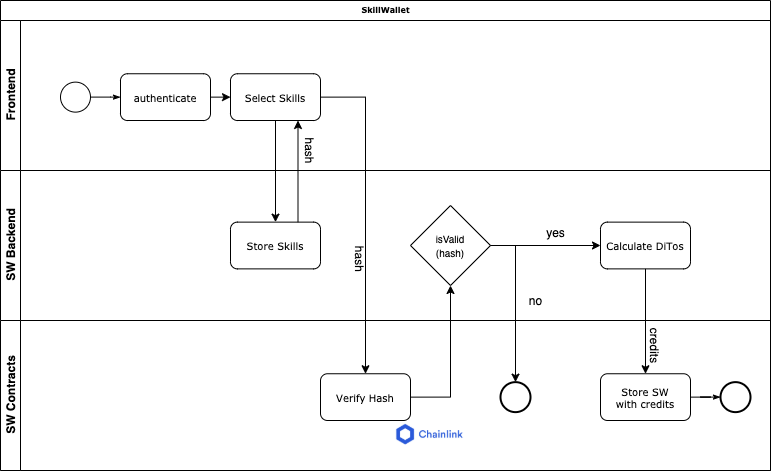 SkillWallet
Frontend
authenticate
Select Skills
hash
SW Backend
Store Skills
hash
isValid
(hash)
yes
no
Calculate DiTos
credits
SW Contracts
Verify Hash
Chainlink
Store SW
with credits